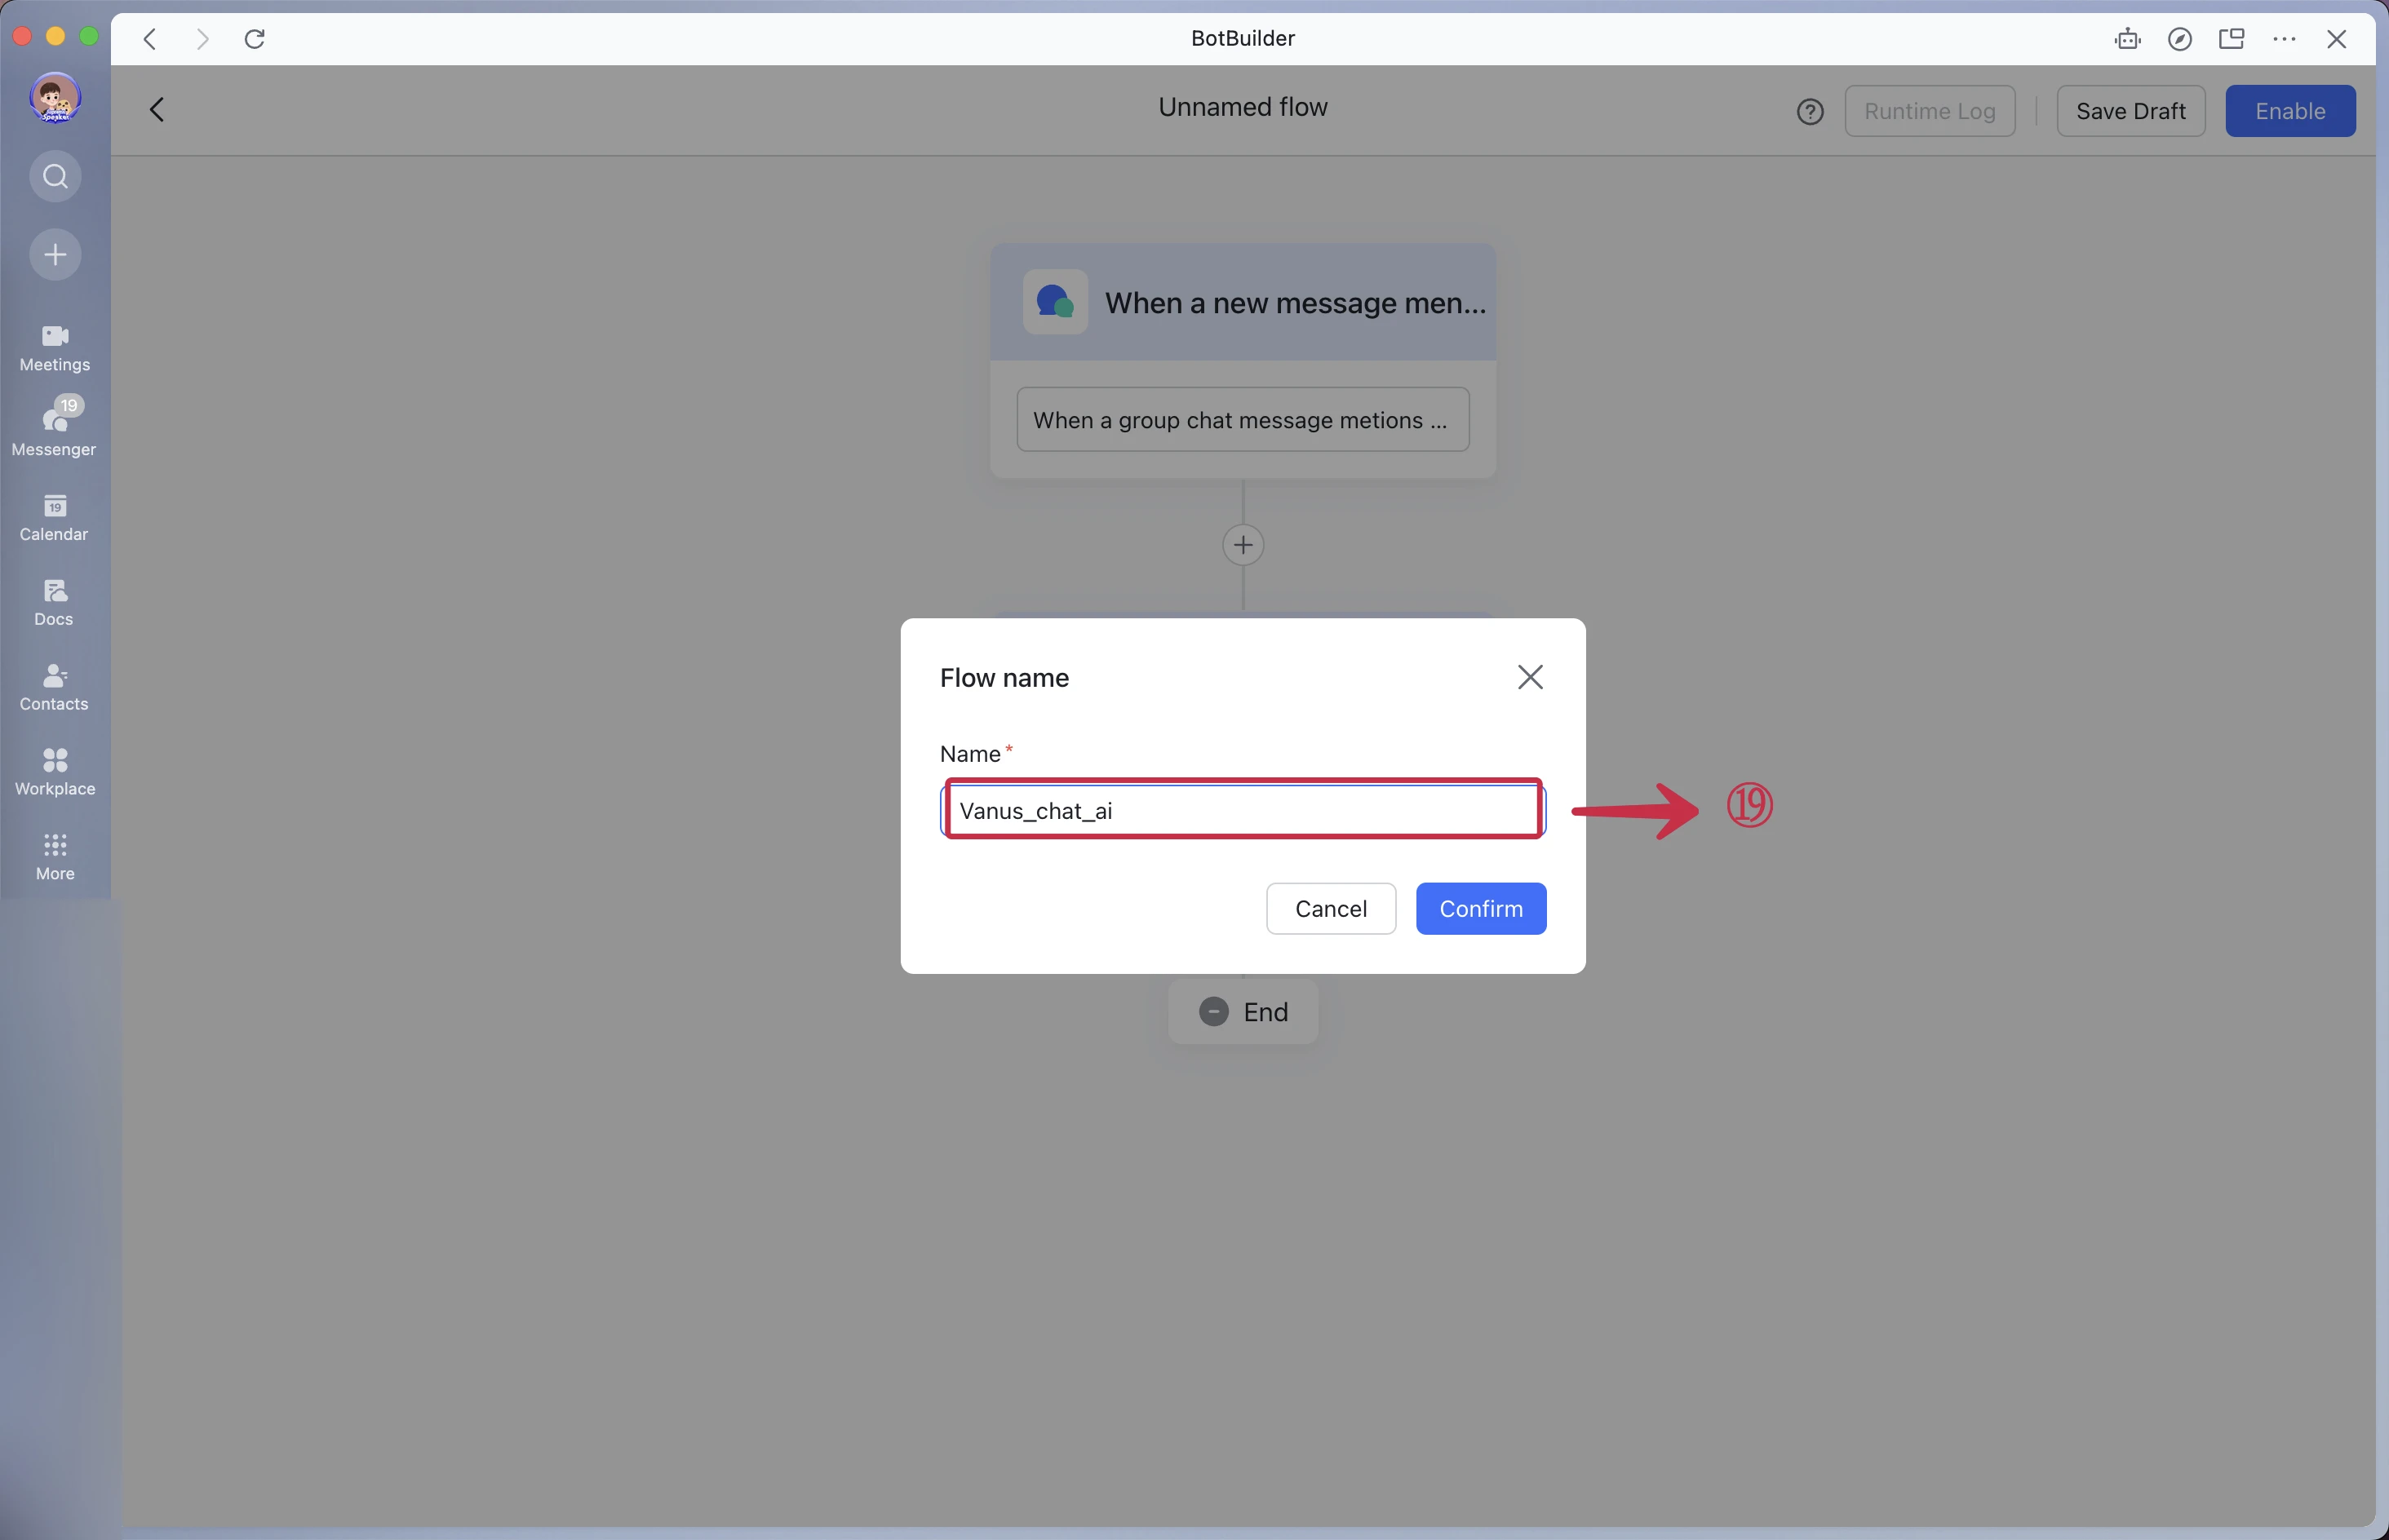 BotBuilder
Unnamed flow
Runtime Log
Save Draft
Enable
Speaker
Meetings
19
Messenger
19
Calendar
Docs
Contacts
Workplace
More
When a new message men...
When a group chat message metions ...
Flow name
Name*
Vanus_chat_ai
⑲
Cancel
Confirm
End